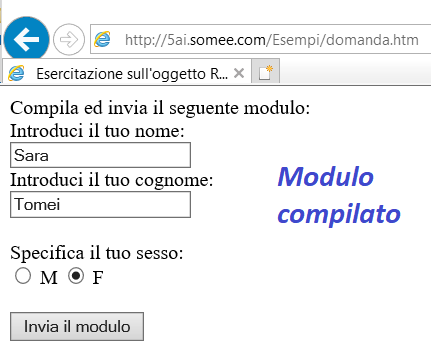 http://5ai.somee.com/Esempi/domanda.htm
Esercitazione sull'oggetto R...
Compila ed invia il seguente modulo:
Introduci il tuo nome:
Sara
Introduci il tuo cognome:
Tomei
Modulo
compilato
Specifica il tuo sesso:
M F
Invia il modulo